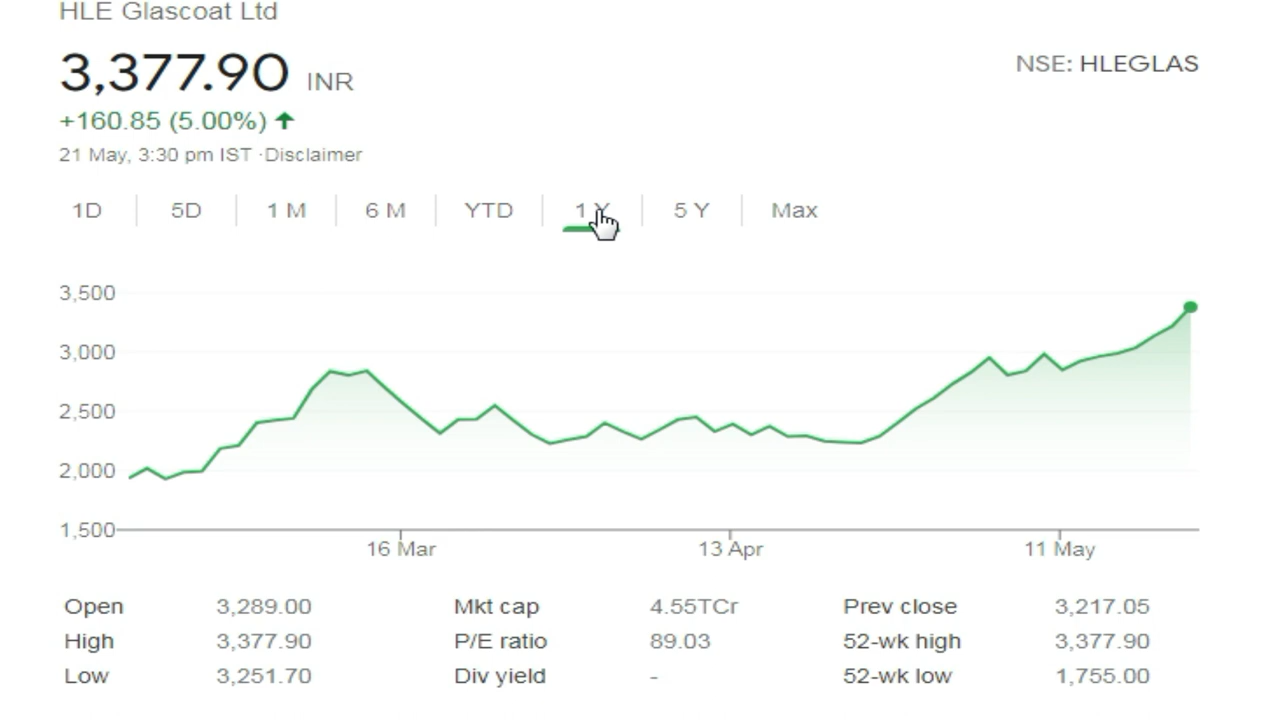 HLE Glascoat Ltd
3,377.90 INR
NSE: HLEGLAS
+160.85 (5.00%) ↑
21 May, 3:30 pm IST ·Disclaimer
1D 5D 1 M 6 M YTD 1 Y 5 Y Max
3,500
3,000
2,500
2,000
1,500
16 Mar 13 Apr 11 May
Open 3,289.00 Mkt cap 4.55TCr Prev close 3,217.05
High 3,377.90 P/E ratio 89.03 52-wk high 3,377.90
Low 3,251.70 Div yield - 52-wk low 1,755.00